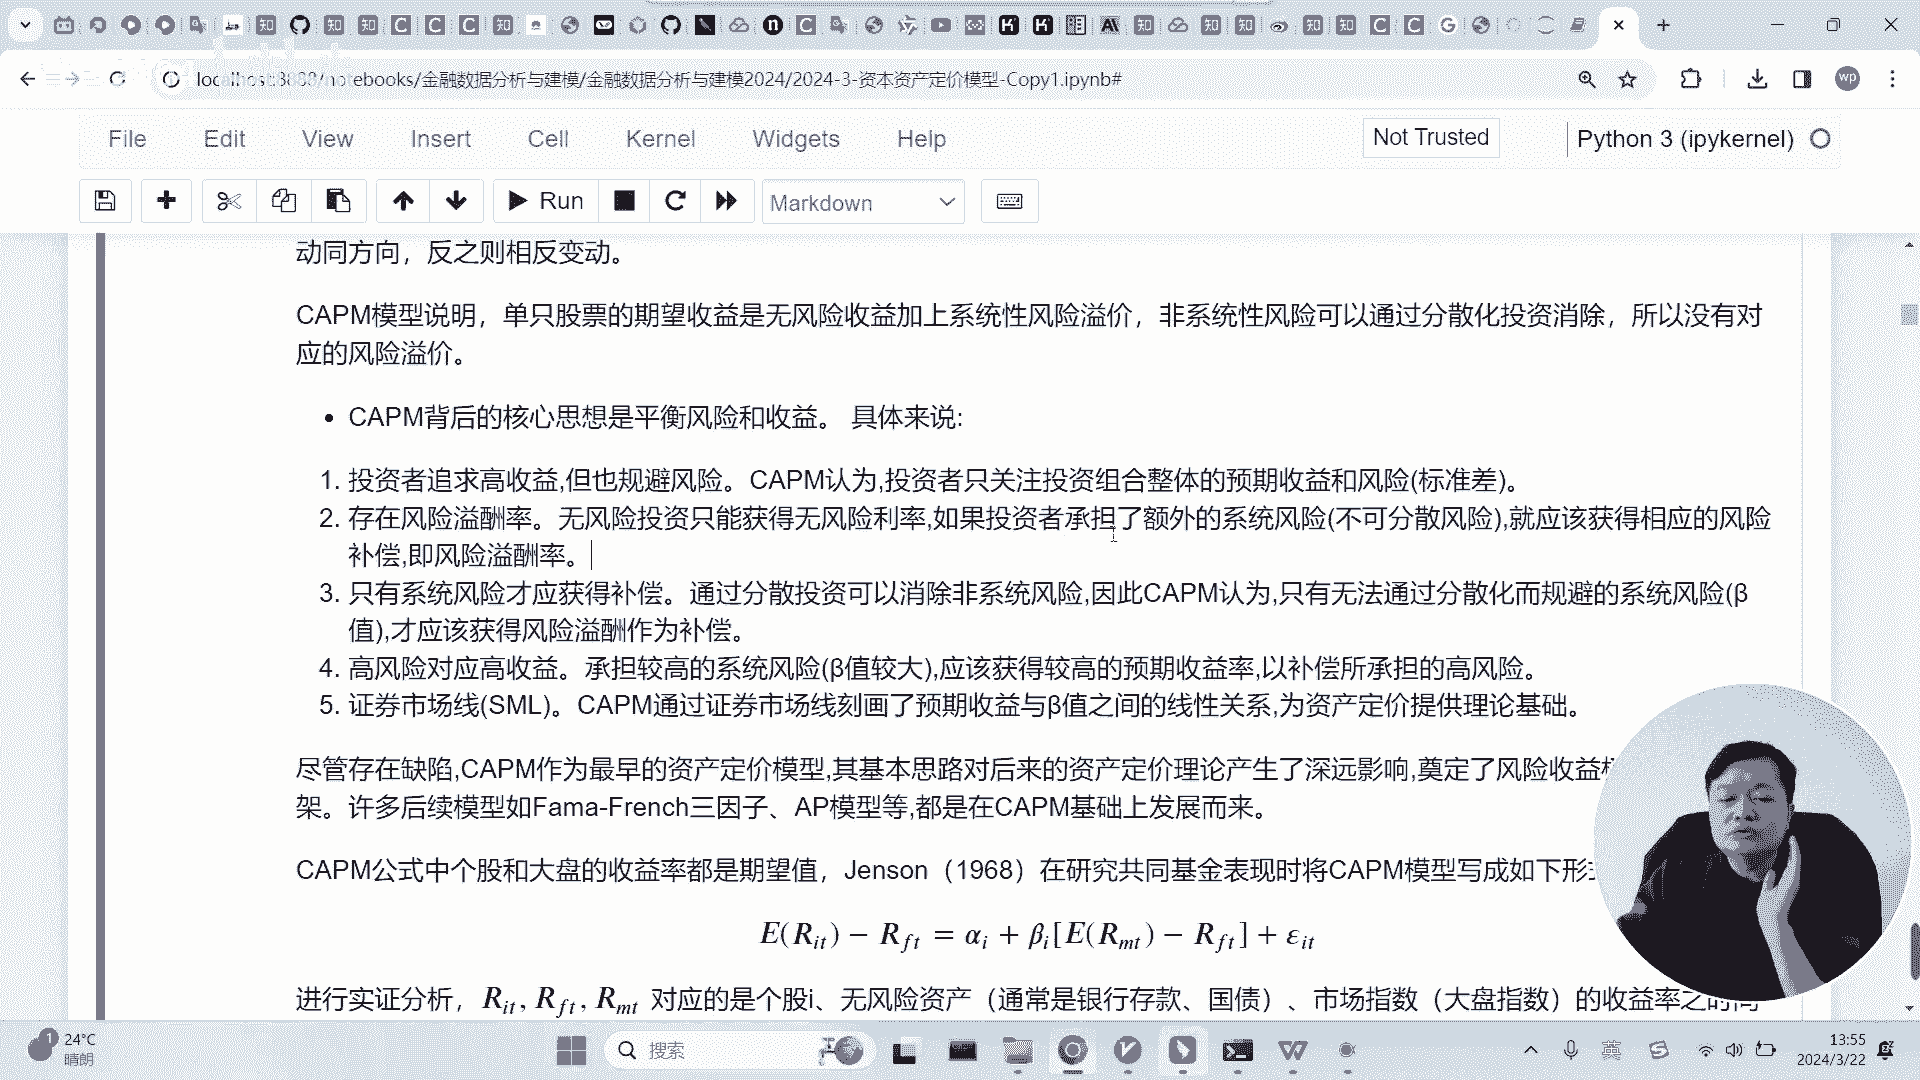 localhost:8888/notebooks/金融数据分析与建模/金融数据分析与建模2024/2024-3-资本资产定价模型-Copy1.ipynb#
wp
File Edit View Insert Cell Kernel Widgets Help Not Trusted Python 3 (ipykernel)
Run Markdown
动同方向，反之则相反变动。
CAPM模型说明，单只股票的期望收益是无风险收益加上系统性风险溢价，非系统性风险可以通过分散化投资消除，所以没有对
应的风险溢价。
• CAPM背后的核心思想是平衡风险和收益。 具体来说:
1. 投资者追求高收益,但也规避风险。CAPM认为,投资者只关注投资组合整体的预期收益和风险(标准差)。
2. 存在风险溢酬率。无风险投资只能获得无风险利率,如果投资者承担了额外的系统风险(不可分散风险),就应该获得相应的风险
补偿,即风险溢酬率。
3. 只有系统风险才应获得补偿。通过分散投资可以消除非系统风险,因此CAPM认为,只有无法通过分散化而规避的系统风险(β
值),才应该获得风险溢酬作为补偿。
4. 高风险对应高收益。承担较高的系统风险(β值较大),应该获得较高的预期收益率,以补偿所承担的高风险。
5. 证券市场线(SML)。CAPM通过证券市场线刻画了预期收益与β值之间的线性关系,为资产定价提供理论基础。
尽管存在缺陷,CAPM作为最早的资产定价模型,其基本思路对后来的资产定价理论产生了深远影响,奠定了风险收益
架。许多后续模型如Fama-French三因子、AP模型等,都是在CAPM基础上发展而来。
CAPM公式中个股和大盘的收益率都是期望值，Jenson（1968）在研究共同基金表现时将CAPM模型写成如下形
E(R_it) − R_ft = α_i + β_i[E(R_mt) − R_ft] + ε_it
进行实证分析，R_it, R_ft, R_mt 对应的是个股i、无风险资产（通常是银行存款、国债）、市场指数（大盘指数）的收益率之时间
24°C
晴朗
搜索
英
13:55
2024/3/22